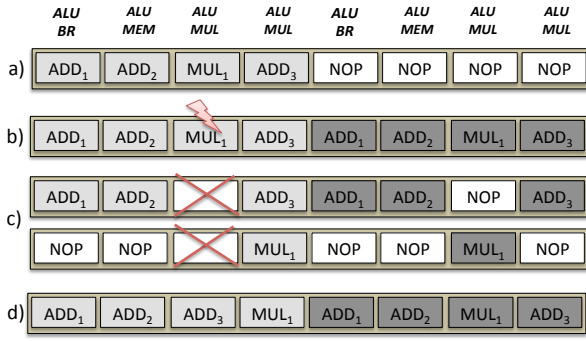 ALU ALU ALU ALU ALU ALU ALU ALU
BR MEM MUL MUL BR MEM MUL MUL
a) ADD₁ ADD₂ MUL₁ ADD₃ NOP NOP NOP NOP
b) ADD₁ ADD₂ MUL₁ ADD₃ ADD₁ ADD₂ MUL₁ ADD₃
ADD₁ ADD₂ ADD₃ ADD₁ ADD₂ NOP ADD₃
c)
NOP NOP MUL₁ NOP NOP MUL₁ NOP
d) ADD₁ ADD₂ ADD₃ MUL₁ ADD₁ ADD₂ MUL₁ ADD₃